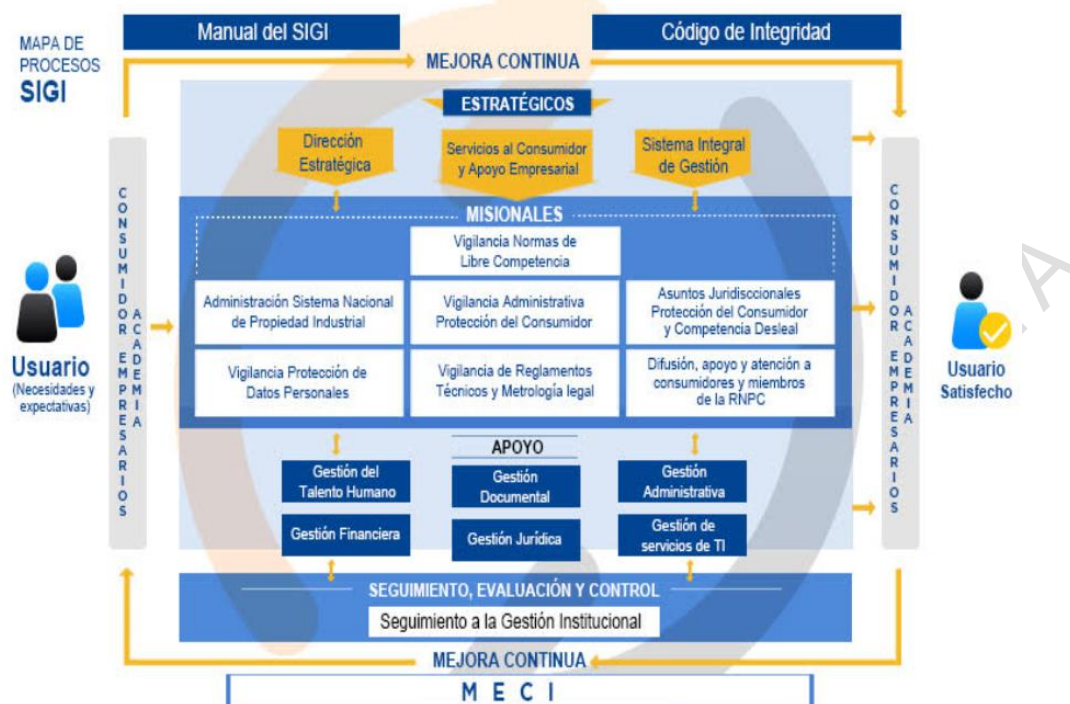 MAPA DE
PROCESOS
SIGI
Manual del SIGI
Código de Integridad
MEJORA CONTINUA
ESTRATÉGICOS
Dirección
Estratégica
Servicios al Consumidor
y Apoyo Empresarial
Sistema Integral
de Gestión
MISIONALES
Vigilancia Normas de
Libre Competencia
Administración Sistema Nacional
de Propiedad Industrial
Vigilancia Administrativa
Protección del Consumidor
Asuntos Juridisccionales
Protección del Consumidor
y Competencia Desleal
Vigilancia Protección de
Datos Personales
Vigilancia de Reglamentos
Técnicos y Metrología legal
Difusión, apoyo y atención a
consumidores y miembros
de la RNPC
APOYO
Gestión del
Talento Humano
Gestión
Documental
Gestión
Administrativa
Gestión Financiera
Gestión Jurídica
Gestión de
servicios de TI
SEGUIMIENTO, EVALUACIÓN Y CONTROL
Seguimiento a la Gestión Institucional
MEJORA CONTINUA
MECI
Usuario
(Necesidades y
expectativas)
CONSUMIDOR EMPRESARIOS
ACADEMIA
CONSUMIDOR EMPRESARIOS
ACADEMIA
Usuario
Satisfecho